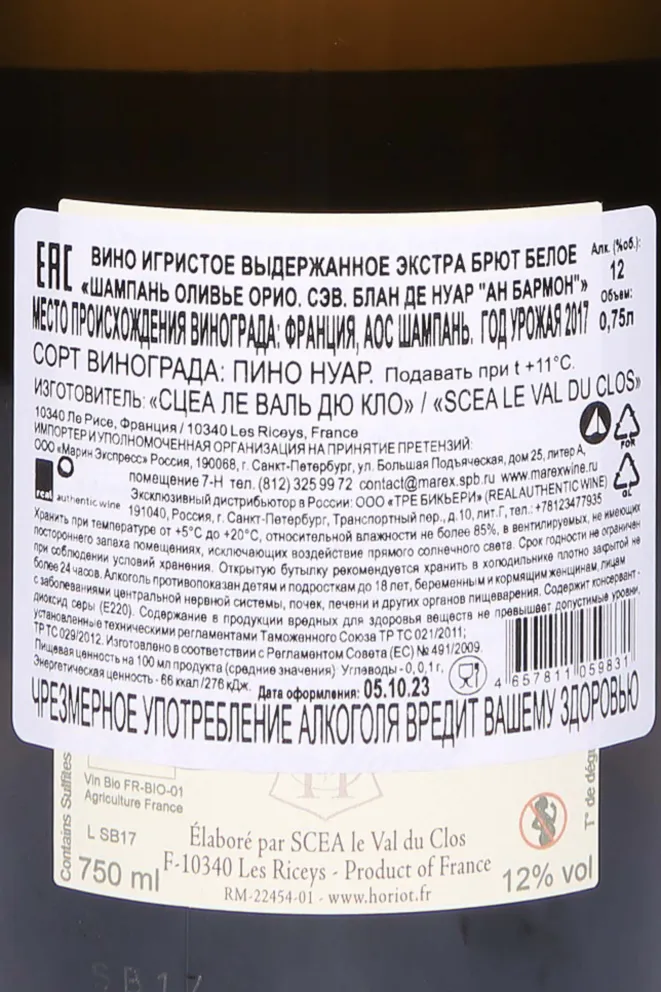 ЕАС
ВИНО ИГРИСТОЕ ВЫДЕРЖАННОЕ ЭКСТРА БРЮТ БЕЛОЕ
«ШАМПАНЬ ОЛИВЬЕ ОРИО. СЭВ. БЛАН ДЕ НУАР "АН БАРМОН"»
Алк. (%об.):
12
Объем:
0,75л
МЕСТО ПРОИСХОЖДЕНИЯ ВИНОГРАДА: ФРАНЦИЯ, АОС ШАМПАНЬ. ГОД УРОЖАЯ 2017
СОРТ ВИНОГРАДА: ПИНО НУАР. Подавать при t +11°C.
ИЗГОТОВИТЕЛЬ: «СЦЕА ЛЕ ВАЛЬ ДЮ КЛО» / «SCEA LE VAL DU CLOS»
10340 Ле Рисе, Франция / 10340 Les Riceys, France
ИМПОРТЕР И УПОЛНОМОЧЕННАЯ ОРГАНИЗАЦИЯ НА ПРИНЯТИЕ ПРЕТЕНЗИЙ:
ООО «Марин Экспресс» Россия, 190068, г. Санкт-Петербург, ул. Большая Подъяческая, дом 25, литер А,
помещение 7-Н тел. (812) 325 99 72 contact@marex.spb.ru www.marexwine.ru
Эксклюзивный дистрибьютор в России: ООО «ТРЕ БИКЬЕРИ» (REAL AUTHENTIC WINE)
191040, Россия, г. Санкт-Петербург, Транспортный пер., д.10, лит.Г, тел.: +78123477935
real authentic wine
FOR
GL
Хранить при температуре от +5°C до +20°C, относительной влажности не более 85%, в вентилируемых, не имеющих
постороннего запаха помещениях, исключающих воздействие прямого солнечного света. Срок годности не ограничен
при соблюдении условий хранения. Открытую бутылку рекомендуется хранить в холодильнике плотно закрытой не
более 24 часов. Алкоголь противопоказан детям и подросткам до 18 лет, беременным и кормящим женщинам, лицам
с заболеваниями центральной нервной системы, почек, печени и других органов пищеварения. Содержит консервант -
диоксид серы (Е220). Содержание в продукции вредных для здоровья веществ не превышает допустимые уровни,
установленные техническими регламентами Таможенного Союза ТР ТС 021/2011;
ТР ТС 029/2012. Изготовлено в соответствии с Регламентом Совета (ЕС) № 491/2009.
Пищевая ценность на 100 мл продукта (средние значения) Углеводы - 0,0,1 г,
Энергетическая ценность - 66 ккал /276 кДж. Дата оформления: 05.10.23
4 657811 059831
ЧРЕЗМЕРНОЕ УПОТРЕБЛЕНИЕ АЛКОГОЛЯ ВРЕДИТ ВАШЕМУ ЗДОРОВЬЮ
Contains Sulfites
Vin Bio FR-BIO-01
Agriculture France
L SB17
750 ml
Élaboré par SCEA le Val du Clos
F-10340 Les Riceys - Product of France
RM-22454-01 - www.horiot.fr
12% vol
T° de dég
SB17